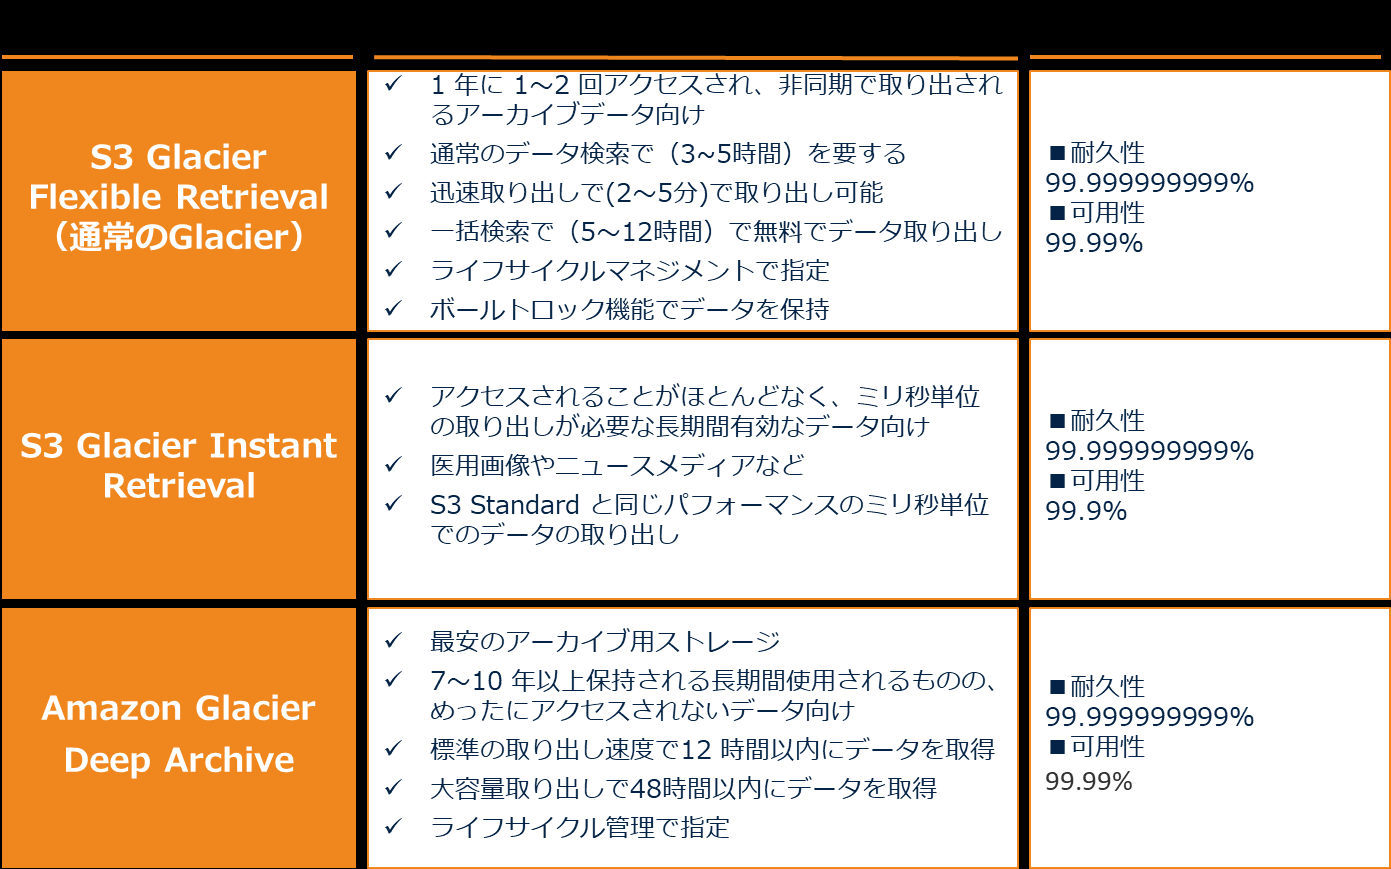 S3 Glacier
Flexible Retrieval
（通常のGlacier）
✓ 1 年に 1～2 回アクセスされ、非同期で取り出され
るアーカイブデータ向け
✓ 通常のデータ検索で（3~5時間）を要する
✓ 迅速取り出しで(2～5分)で取り出し可能
✓ 一括検索で（5～12時間）で無料でデータ取り出し
✓ ライフサイクルマネジメントで指定
✓ ボールトロック機能でデータを保持
■耐久性
99.999999999%
■可用性
99.99%
S3 Glacier Instant
Retrieval
✓ アクセスされることがほとんどなく、ミリ秒単位
の取り出しが必要な長期間有効なデータ向け
✓ 医用画像やニュースメディアなど
✓ S3 Standard と同じパフォーマンスのミリ秒単位
でのデータの取り出し
■耐久性
99.999999999%
■可用性
99.9%
Amazon Glacier
Deep Archive
✓ 最安のアーカイブ用ストレージ
✓ 7～10 年以上保持される長期間使用されるものの、
めったにアクセスされないデータ向け
✓ 標準の取り出し速度で12 時間以内にデータを取得
✓ 大容量取り出しで48時間以内にデータを取得
✓ ライフサイクル管理で指定
■耐久性
99.999999999%
■可用性
99.99%